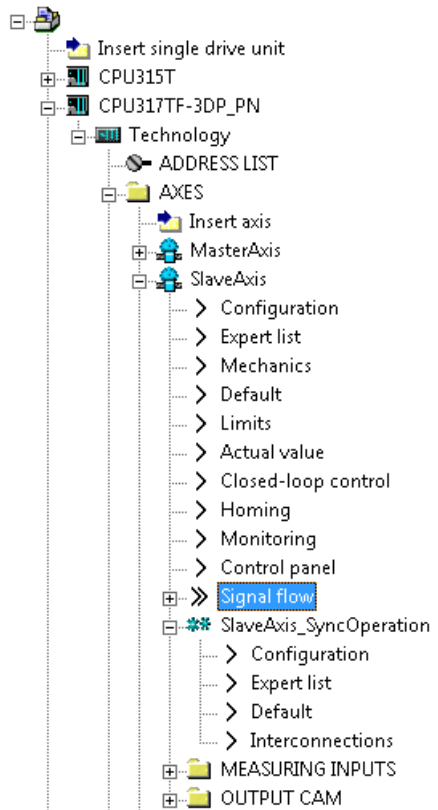 Insert single drive unit
CPU315T
CPU317TF-3DP_PN
Technology
ADDRESS LIST
AXES
Insert axis
MasterAxis
SlaveAxis
Configuration
Expert list
Mechanics
Default
Limits
Actual value
Closed-loop control
Homing
Monitoring
Control panel
Signal flow
SlaveAxis_SyncOperation
Configuration
Expert list
Default
Interconnections
MEASURING INPUTS
OUTPUT CAM